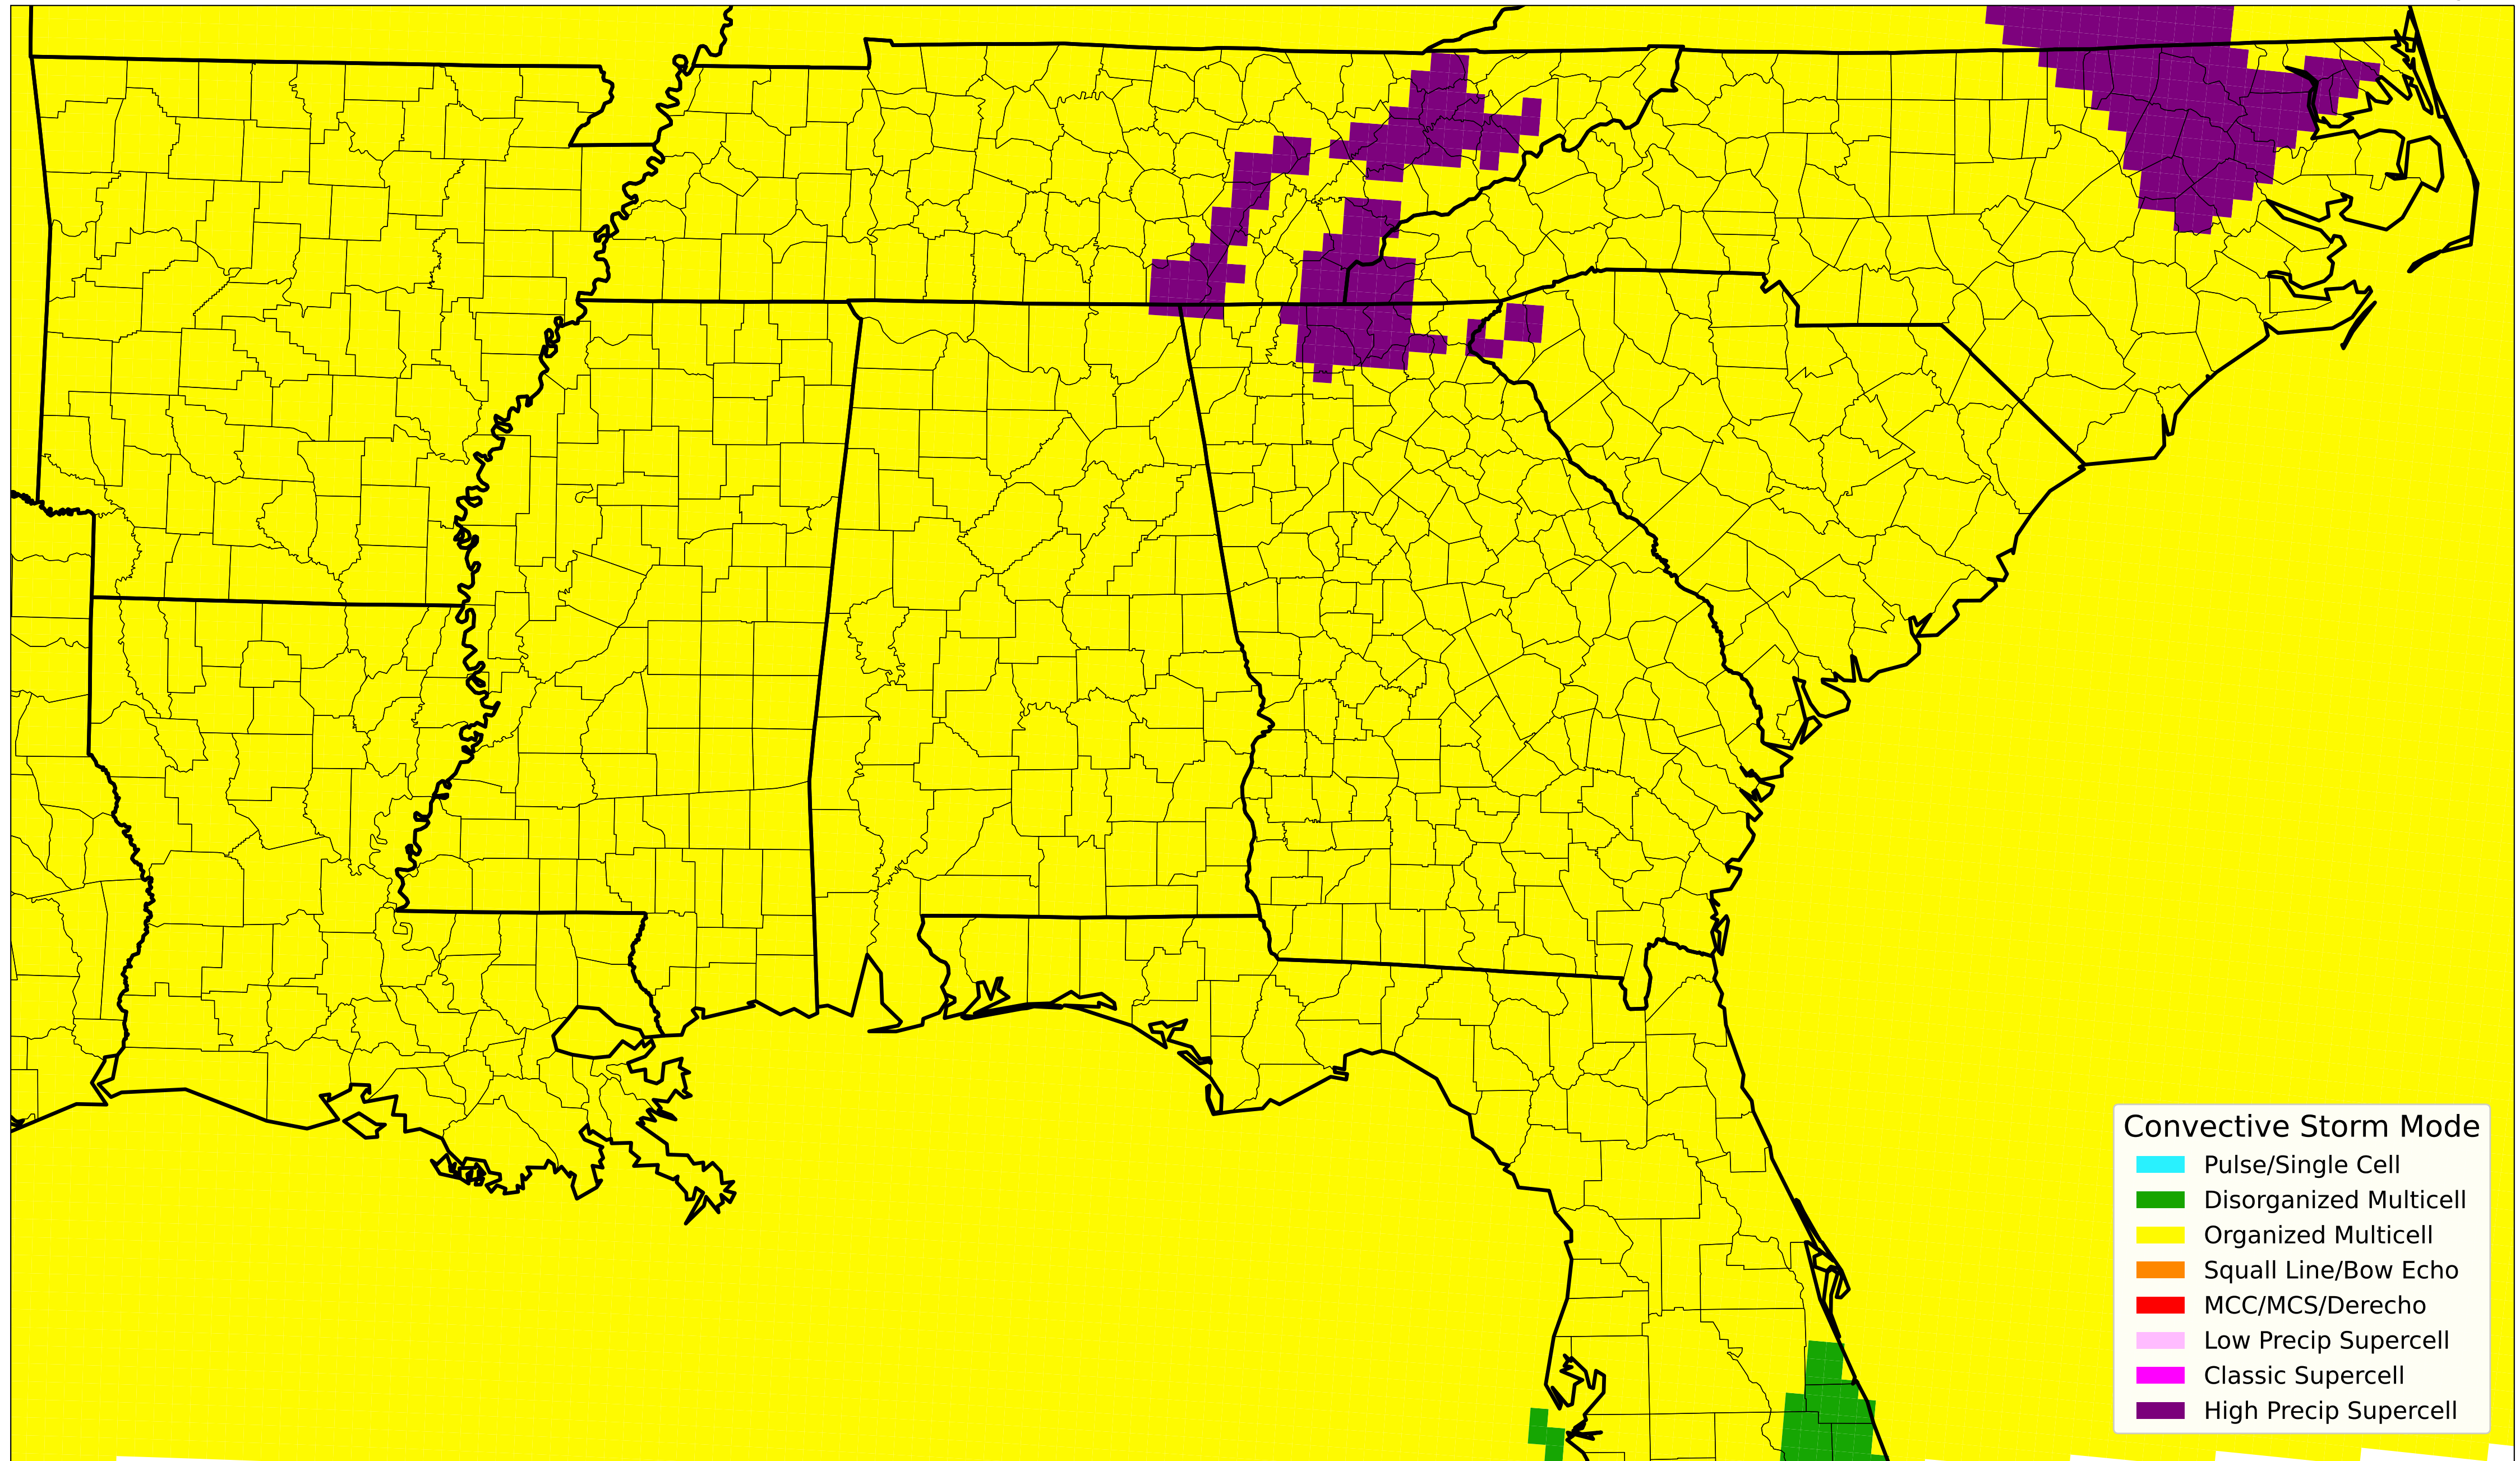 Convective Storm Mode
Pulse/Single Cell
Disorganized Multicell
Organized Multicell
Squall Line/Bow Echo
MCC/MCS/Derecho
Low Precip Supercell
Classic Supercell
High Precip Supercell